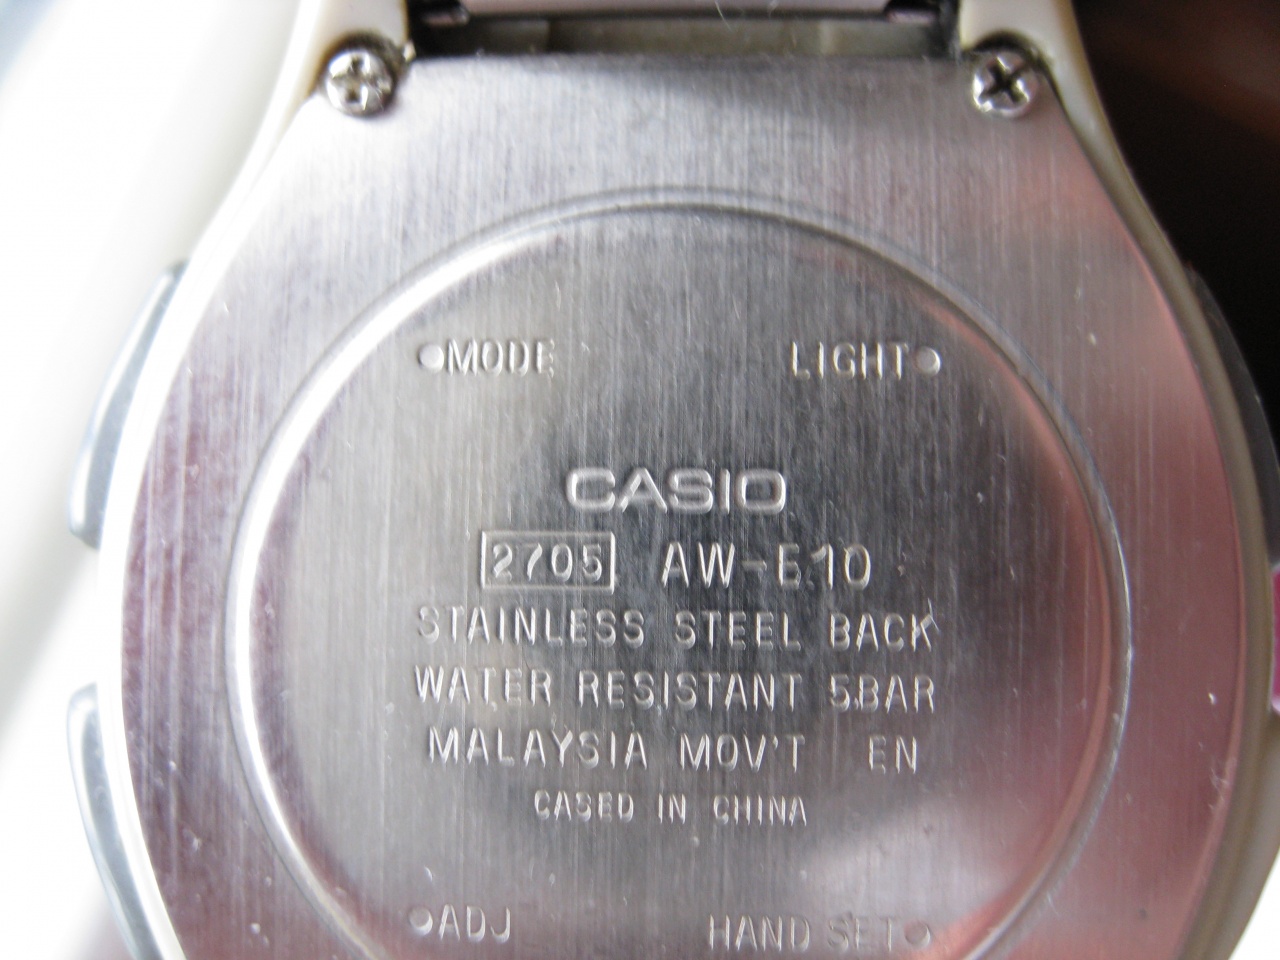 MODE LIGHT
CASIO
2705 AW-E10
STAINLESS STEEL BACK
WATER RESISTANT 5BAR
MALAYSIA MOV'T EN
CASED IN CHINA
ADJ HAND SET